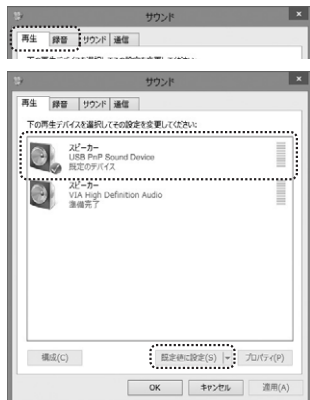 サウンド
再生 録音 サウンド 通信
サウンド
再生 録音 サウンド 通信
下の再生デバイスを選択してその設定を変更してください:
スピーカー
USB PnP Sound Device
既定のデバイス
スピーカー
VIA High Definition Audio
準備完了
構成(C) 既定値に設定(S) プロパティ(P)
OK キャンセル 適用(A)